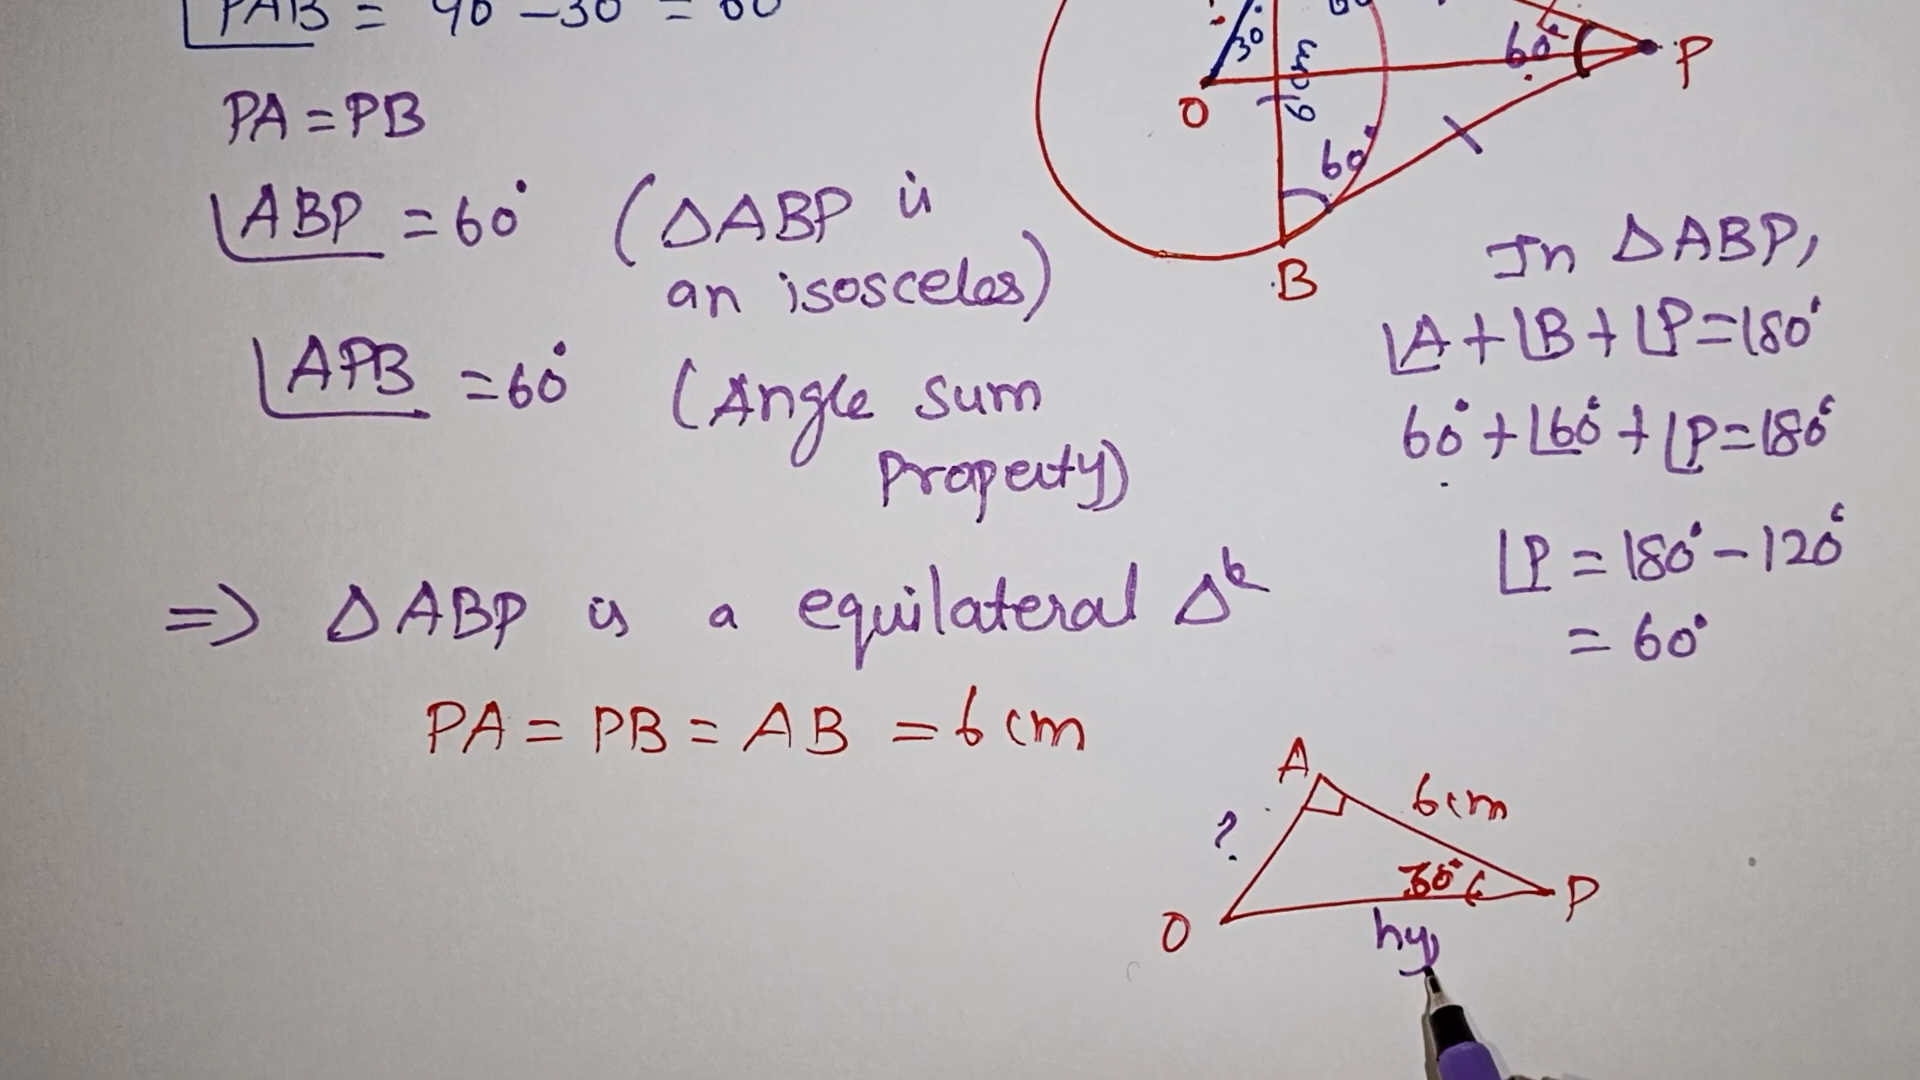 PAB = 90 - 30 = 60
PA = PB
∠ABP = 60° (△ABP is
an isosceles)
∠APB = 60° (Angle sum
Property)
=> △ABP is a equilateral △le
PA = PB = AB = 6cm
30
60°
6cm
60°
O
P
B
In △ABP,
∠A + ∠B + ∠P = 180°
60° + ∠60° + ∠P = 180°
∠P = 180° - 120°
= 60°
A
6cm
?
30°
O
P
hyp